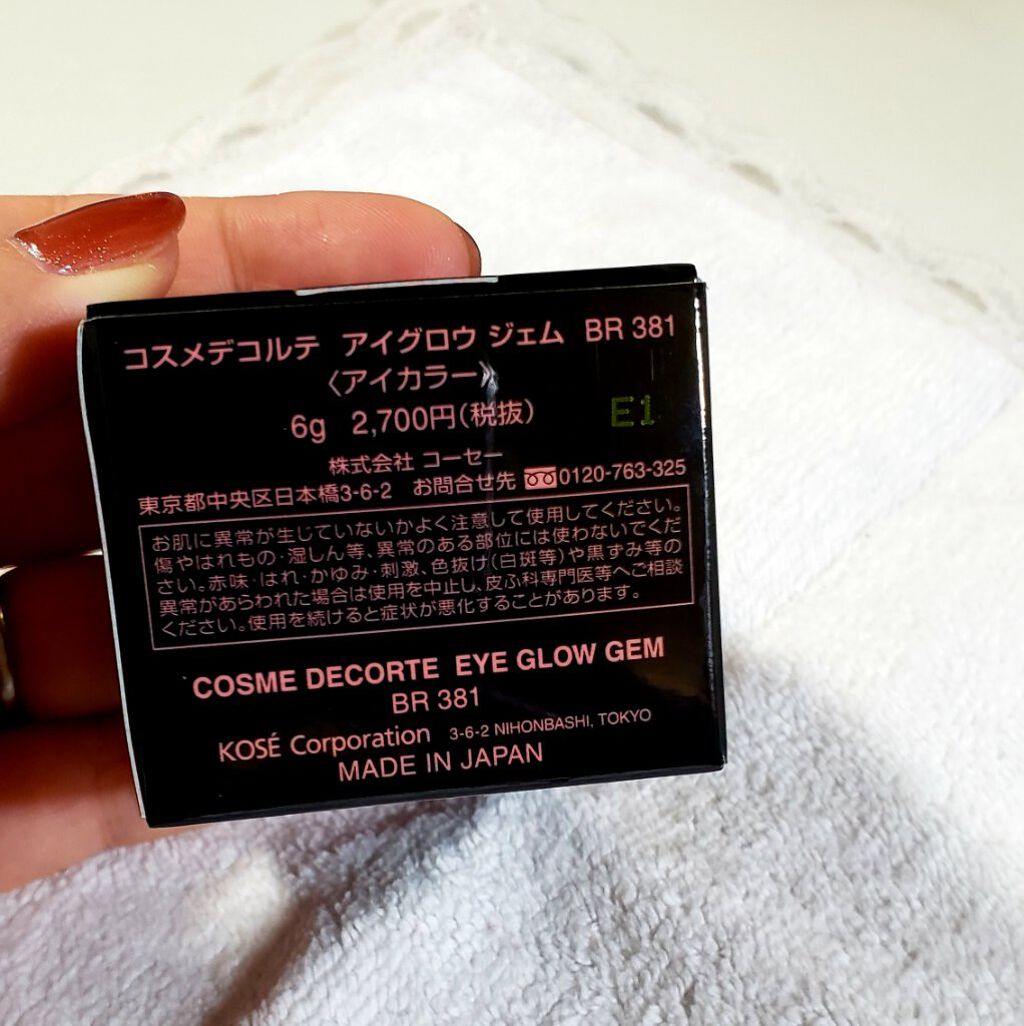 コスメデコルテ アイグロウ ジェム BR 381
〈アイカラー〉
6g 2,700円(税抜)
E1
株式会社 コーセー
東京都中央区日本橋3-6-2 お問合せ先 0120-763-325
お肌に異常が生じていないかよく注意して使用してください。
傷やはれもの・湿しん等、異常のある部位には使わないでくだ
さい。赤味・はれ・かゆみ・刺激、色抜け(白斑等)や黒ずみ等の
異常があらわれた場合は使用を中止し、皮ふ科専門医等へご相談
ください。使用を続けると症状が悪化することがあります。
COSME DECORTE EYE GLOW GEM
BR 381
KOSÉ Corporation 3-6-2 NIHONBASHI, TOKYO
MADE IN JAPAN